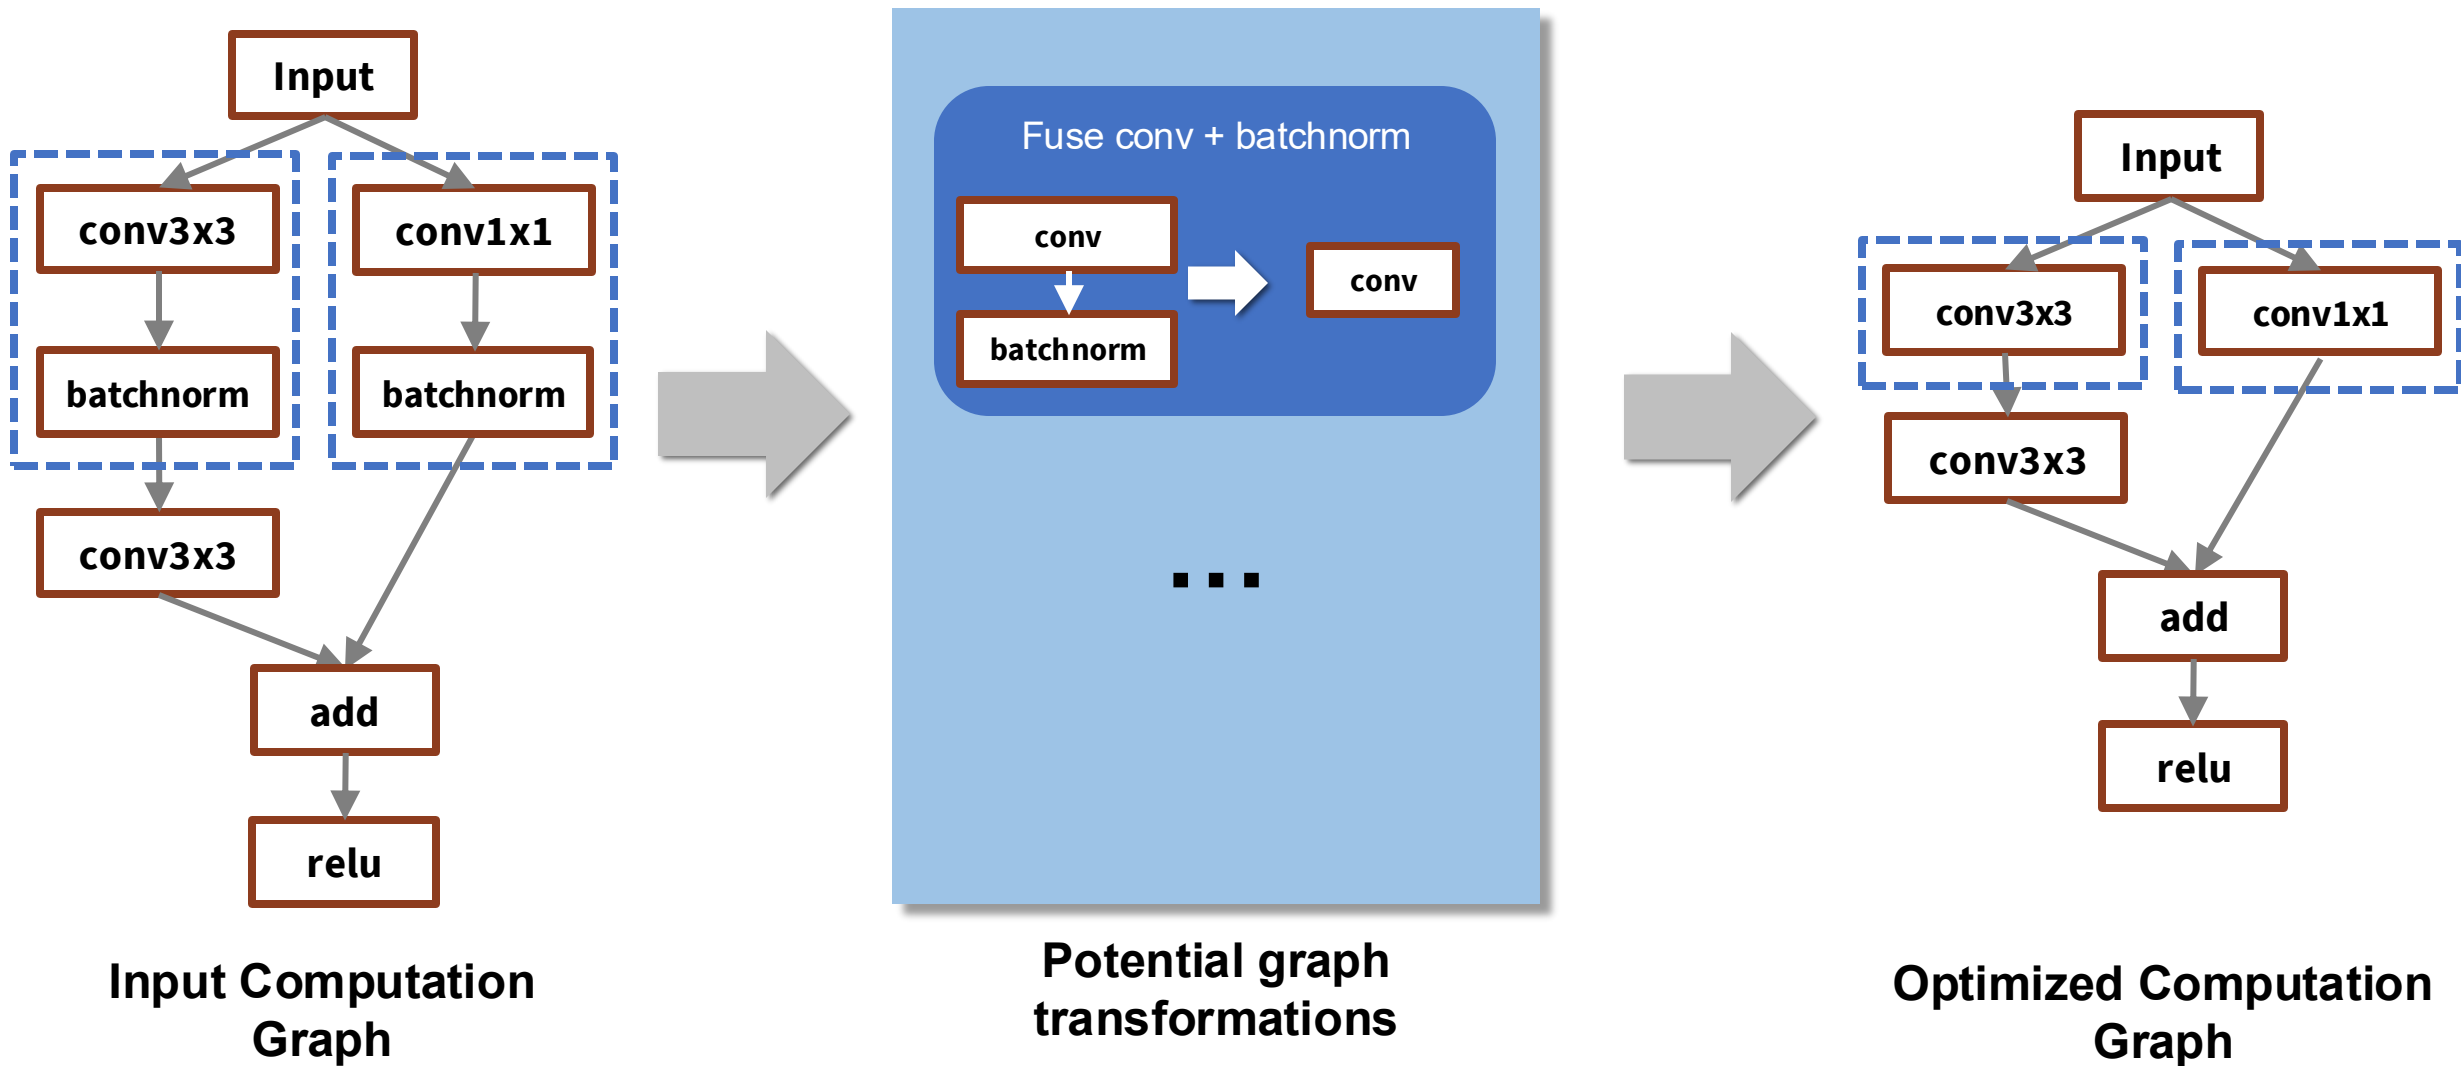 Input
conv3x3
conv1x1
batchnorm
batchnorm
conv3x3
add
relu
Input Computation
Graph
Fuse conv + batchnorm
conv
batchnorm
conv
...
Potential graph
transformations
Input
conv3x3
conv1x1
conv3x3
add
relu
Optimized Computation
Graph